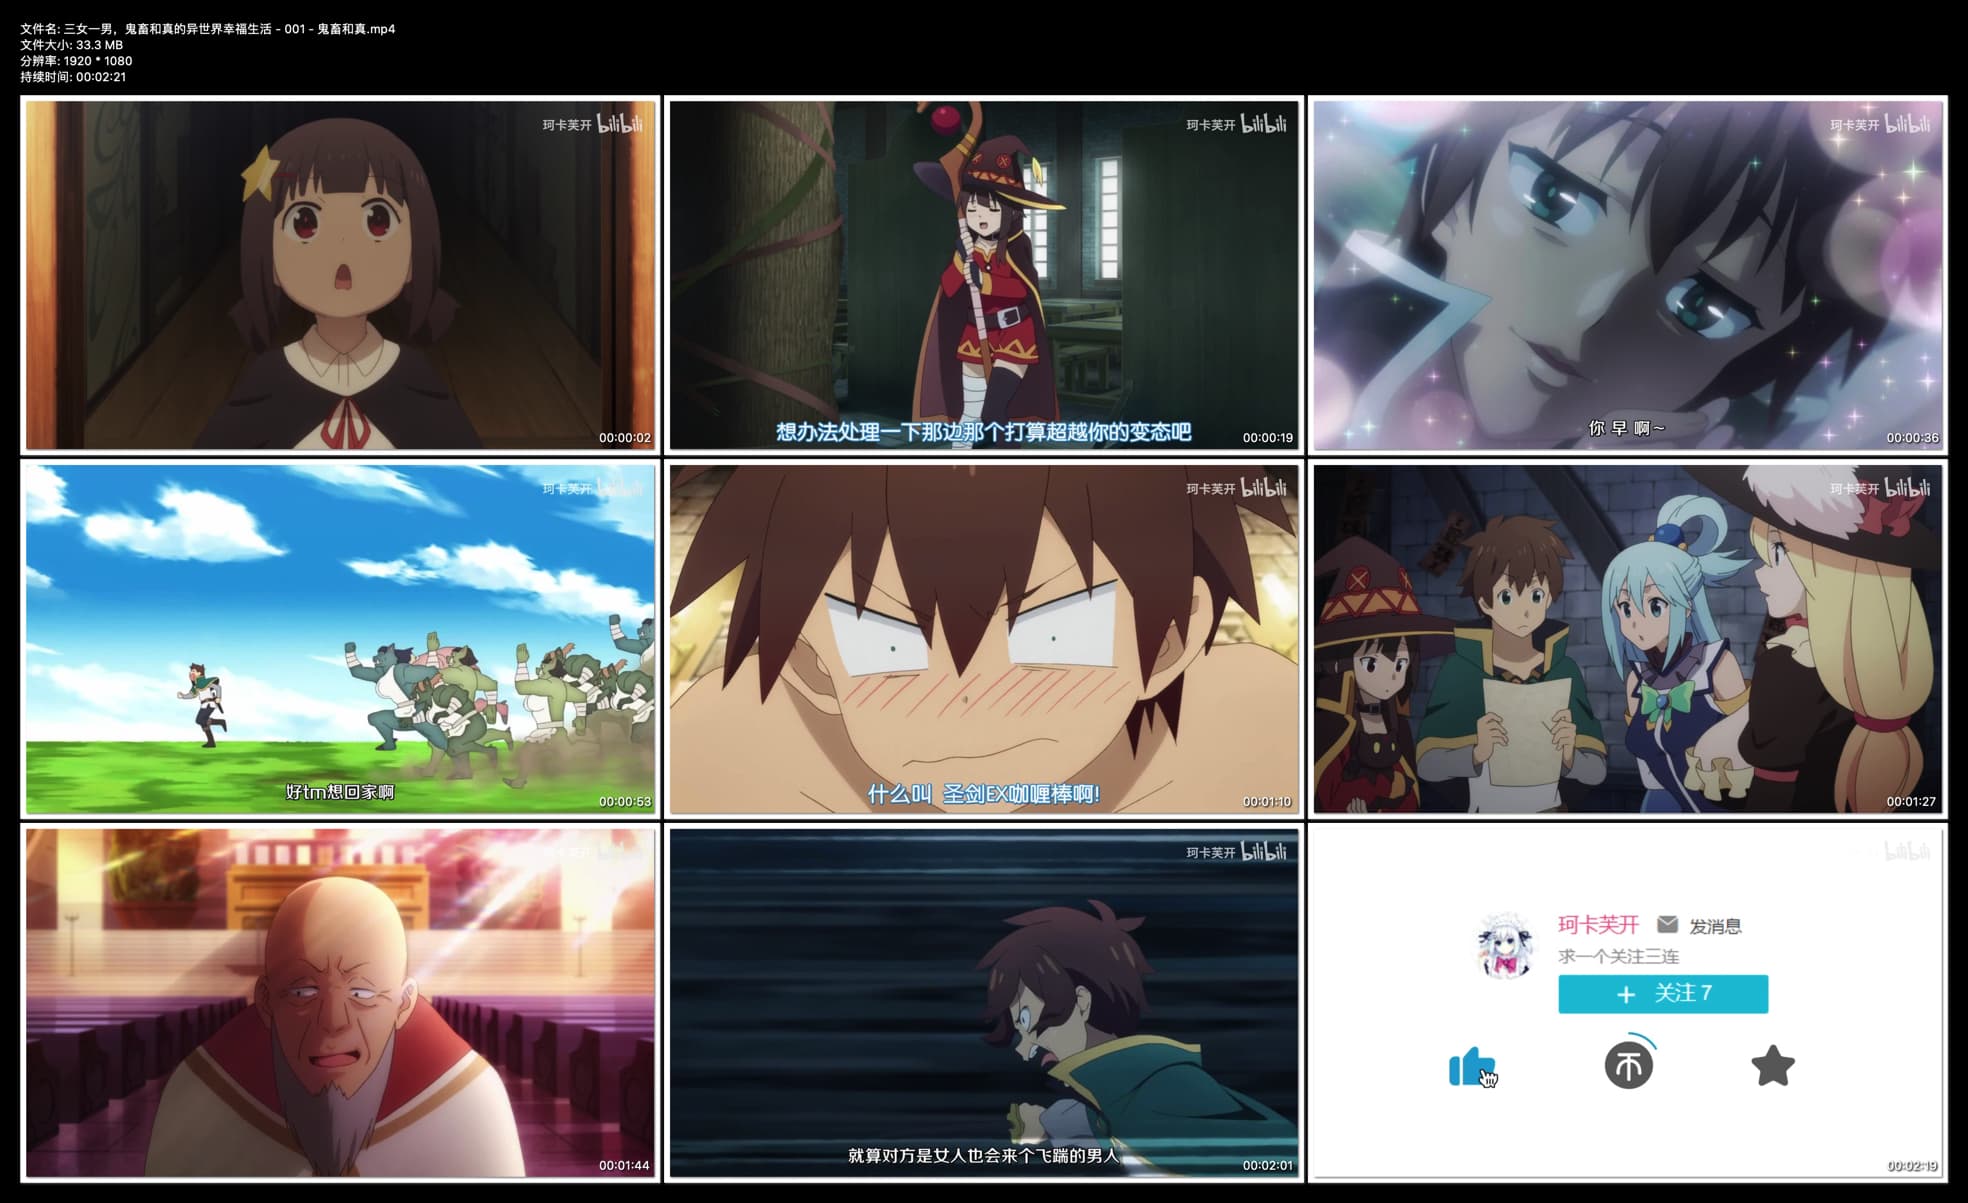 文件名: 三女一男，鬼畜和真的异世界幸福生活 - 001 - 鬼畜和真.mp4
文件大小: 33.3 MB
分辨率: 1920 * 1080
持续时间: 00:02:21
珂卡芙开 bilibili
00:00:02
珂卡芙开 bilibili
想办法处理一下那边那个打算超越你的变态吧
00:00:19
珂卡芙开 bilibili
你 早 啊~
00:00:36
珂卡芙开 bilibili
好tm想回家啊
00:00:53
珂卡芙开 bilibili
什么叫 圣剑EX咖喱棒啊!
00:01:10
珂卡芙开 bilibili
00:01:27
00:01:44
珂卡芙开 bilibili
就算对方是女人也会来个飞踹的男人
00:02:01
bilibili
珂卡芙开 发消息
求一个关注三连
+ 关注 7
00:02:19